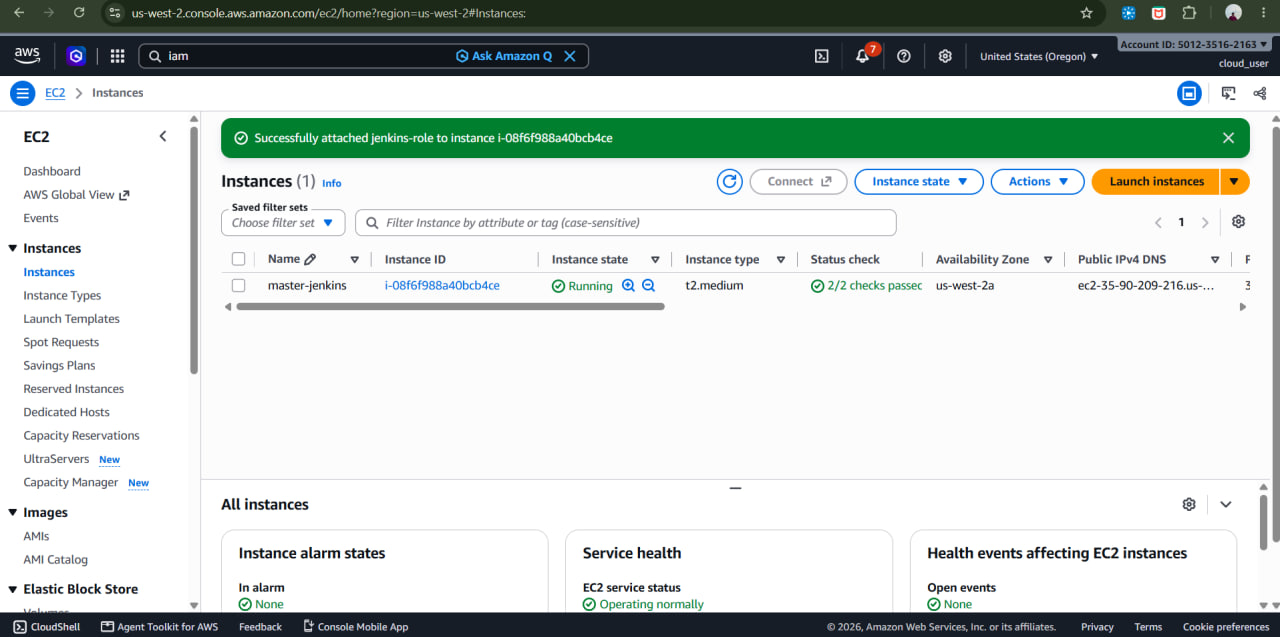 us-west-2.console.aws.amazon.com/ec2/home?region=us-west-2#Instances:
aws
iam
Ask Amazon Q
7
United States (Oregon)
Account ID: 5012-3516-2163
cloud_user
EC2
Instances
EC2
Dashboard
AWS Global View
Events
Instances
Instances
Instance Types
Launch Templates
Spot Requests
Savings Plans
Reserved Instances
Dedicated Hosts
Capacity Reservations
UltraServers New
Capacity Manager New
Images
AMIs
AMI Catalog
Elastic Block Store
Volumes
Successfully attached jenkins-role to instance i-08f6f988a40bcb4ce
Instances (1) Info
Connect
Instance state
Actions
Launch instances
Saved filter sets
Choose filter set
Filter Instance by attribute or tag (case-sensitive)
1
Name Instance ID Instance state Instance type Status check Availability Zone Public IPv4 DNS
master-jenkins i-08f6f988a40bcb4ce Running t2.medium 2/2 checks passed us-west-2a ec2-35-90-209-216.us-... 3
All instances
Instance alarm states
In alarm
None
Service health
EC2 service status
Operating normally
Health events affecting EC2 instances
Open events
None
CloudShell Agent Toolkit for AWS Feedback Console Mobile App © 2026, Amazon Web Services, Inc. or its affiliates. Privacy Terms Cookie preferences